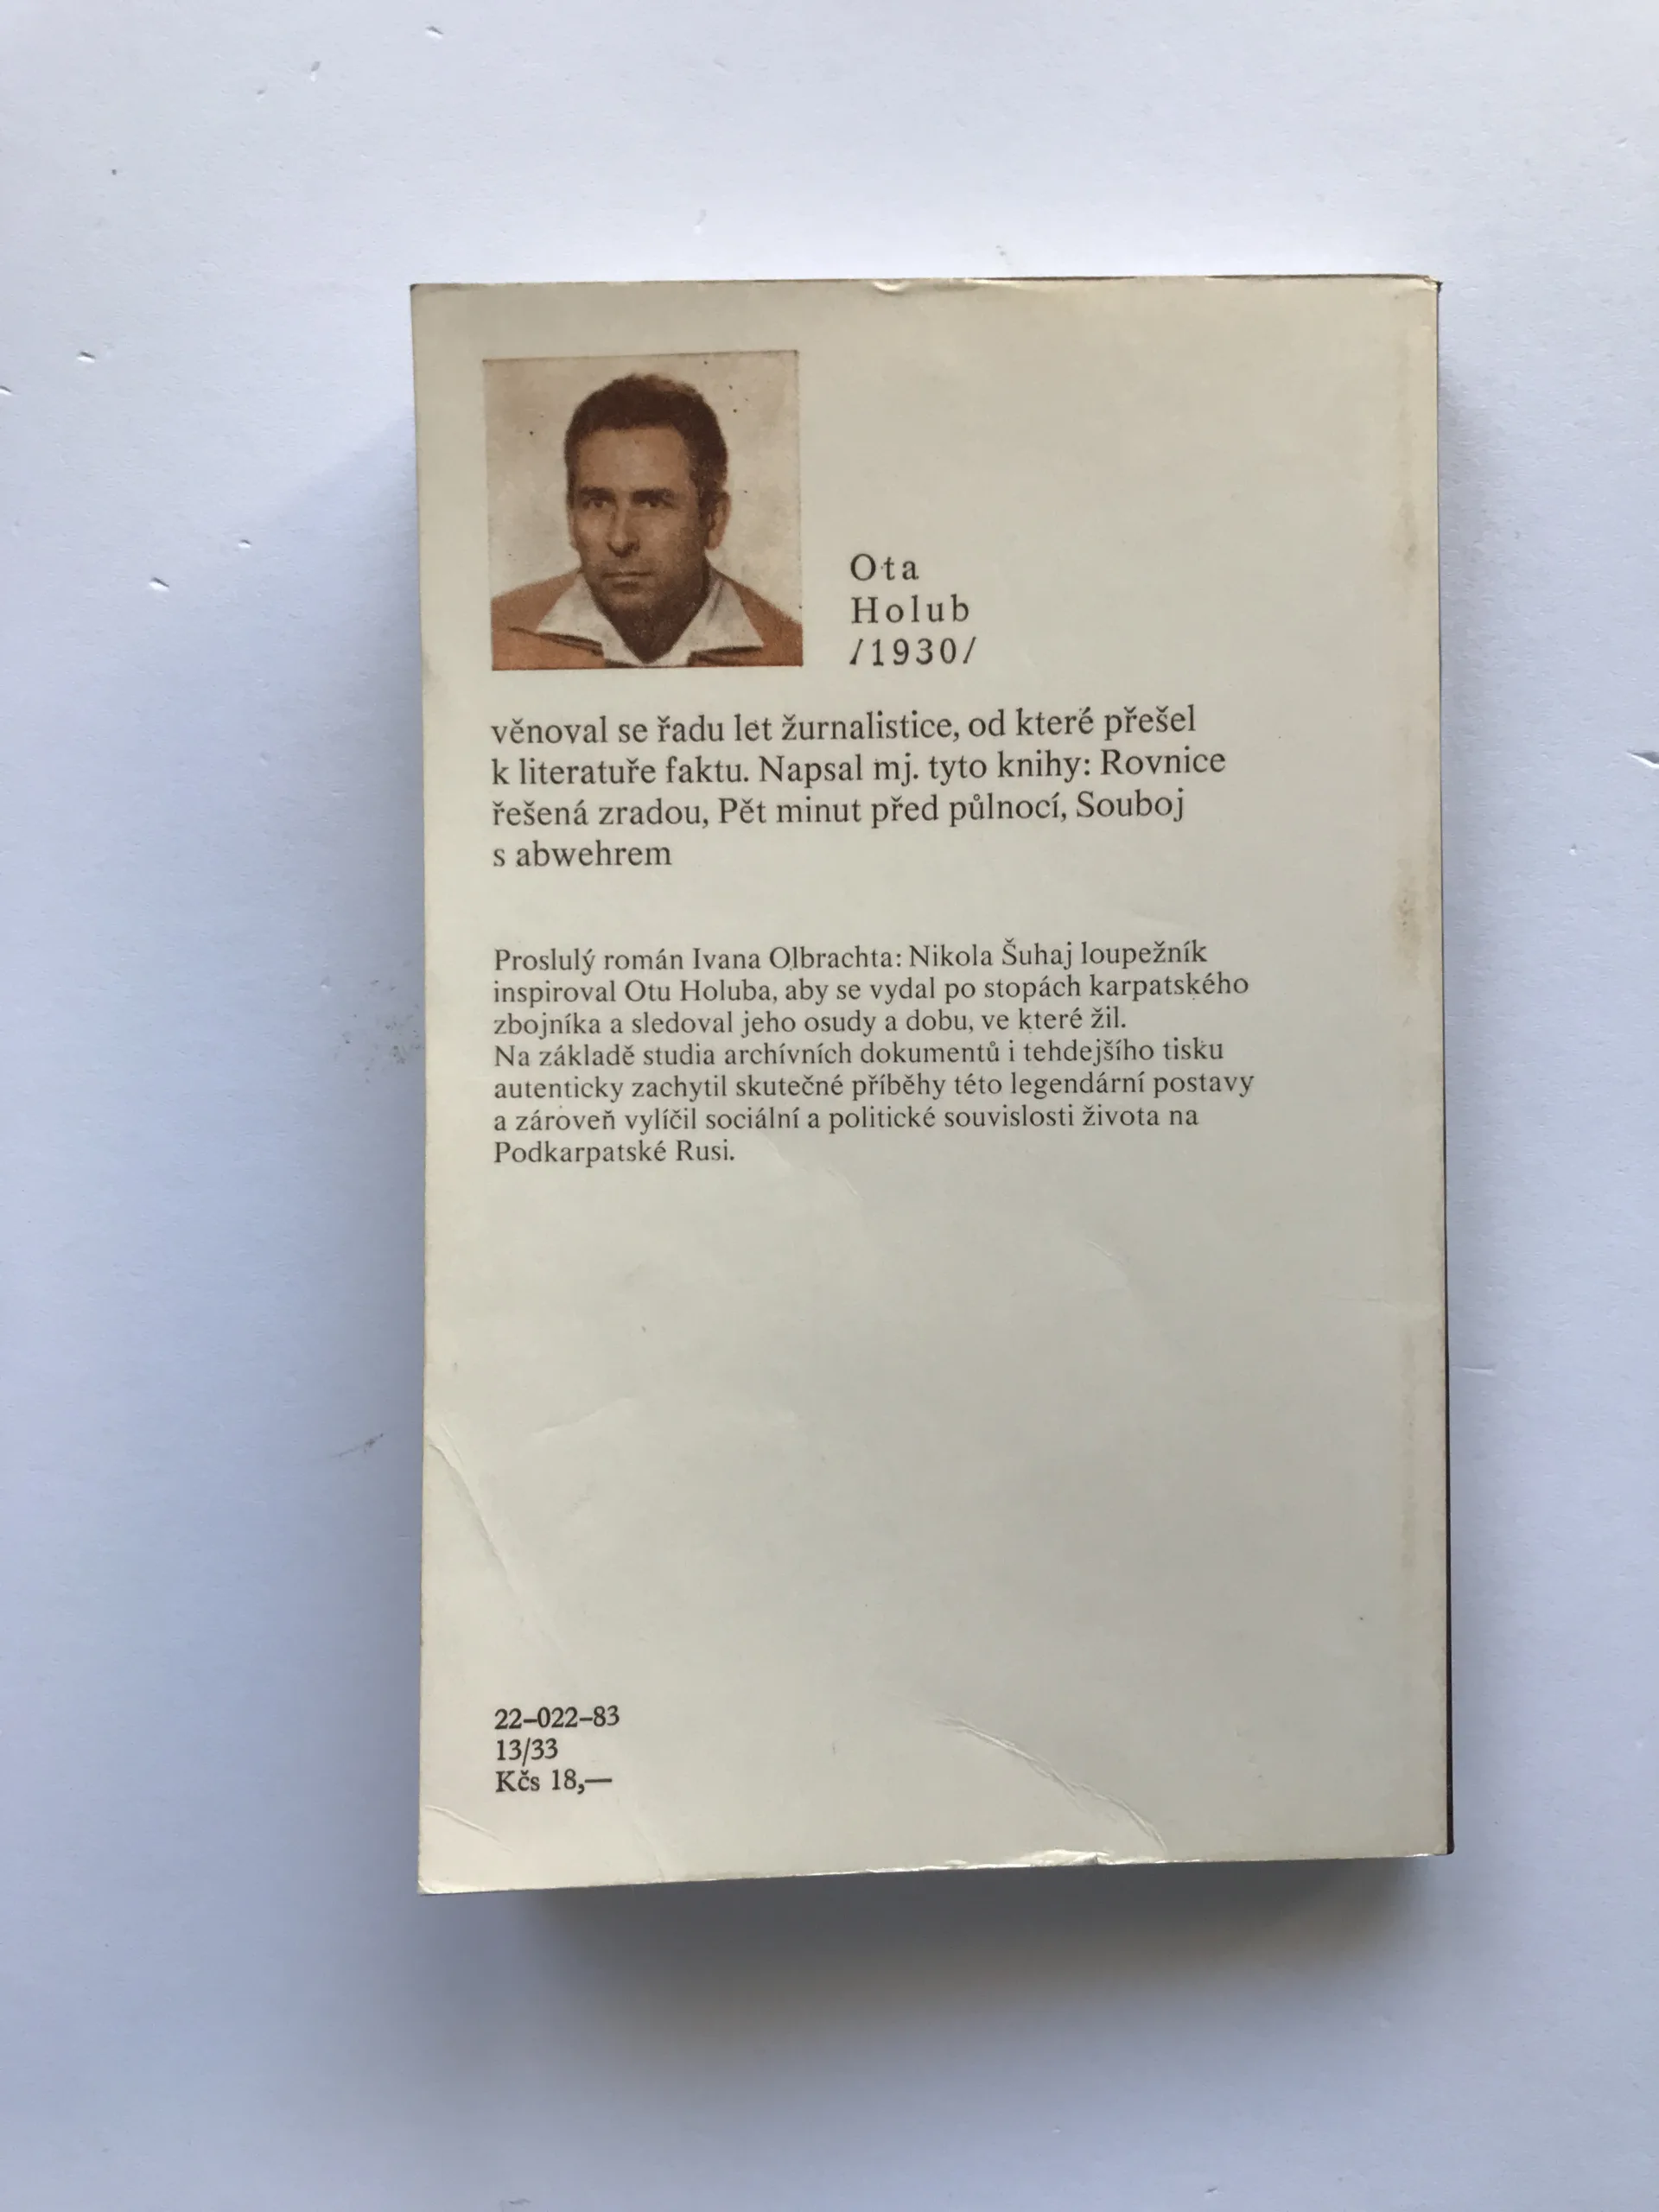 Ota
Holub
/1930/
věnoval se řadu let žurnalistice, od které přešel
k literatuře faktu. Napsal mj. tyto knihy: Rovnice
řešená zradou, Pět minut před půlnocí, Souboj
s abwehrem
Proslulý román Ivana Olbrachta: Nikola Šuhaj loupežník
inspiroval Otu Holuba, aby se vydal po stopách karpatského
zbojníka a sledoval jeho osudy a dobu, ve které žil.
Na základě studia archívních dokumentů i tehdejšího tisku
autenticky zachytil skutečné příběhy této legendární postavy
a zároveň vylíčil sociální a politické souvislosti života na
Podkarpatské Rusi.
22–022–83
13/33
Kčs 18,—